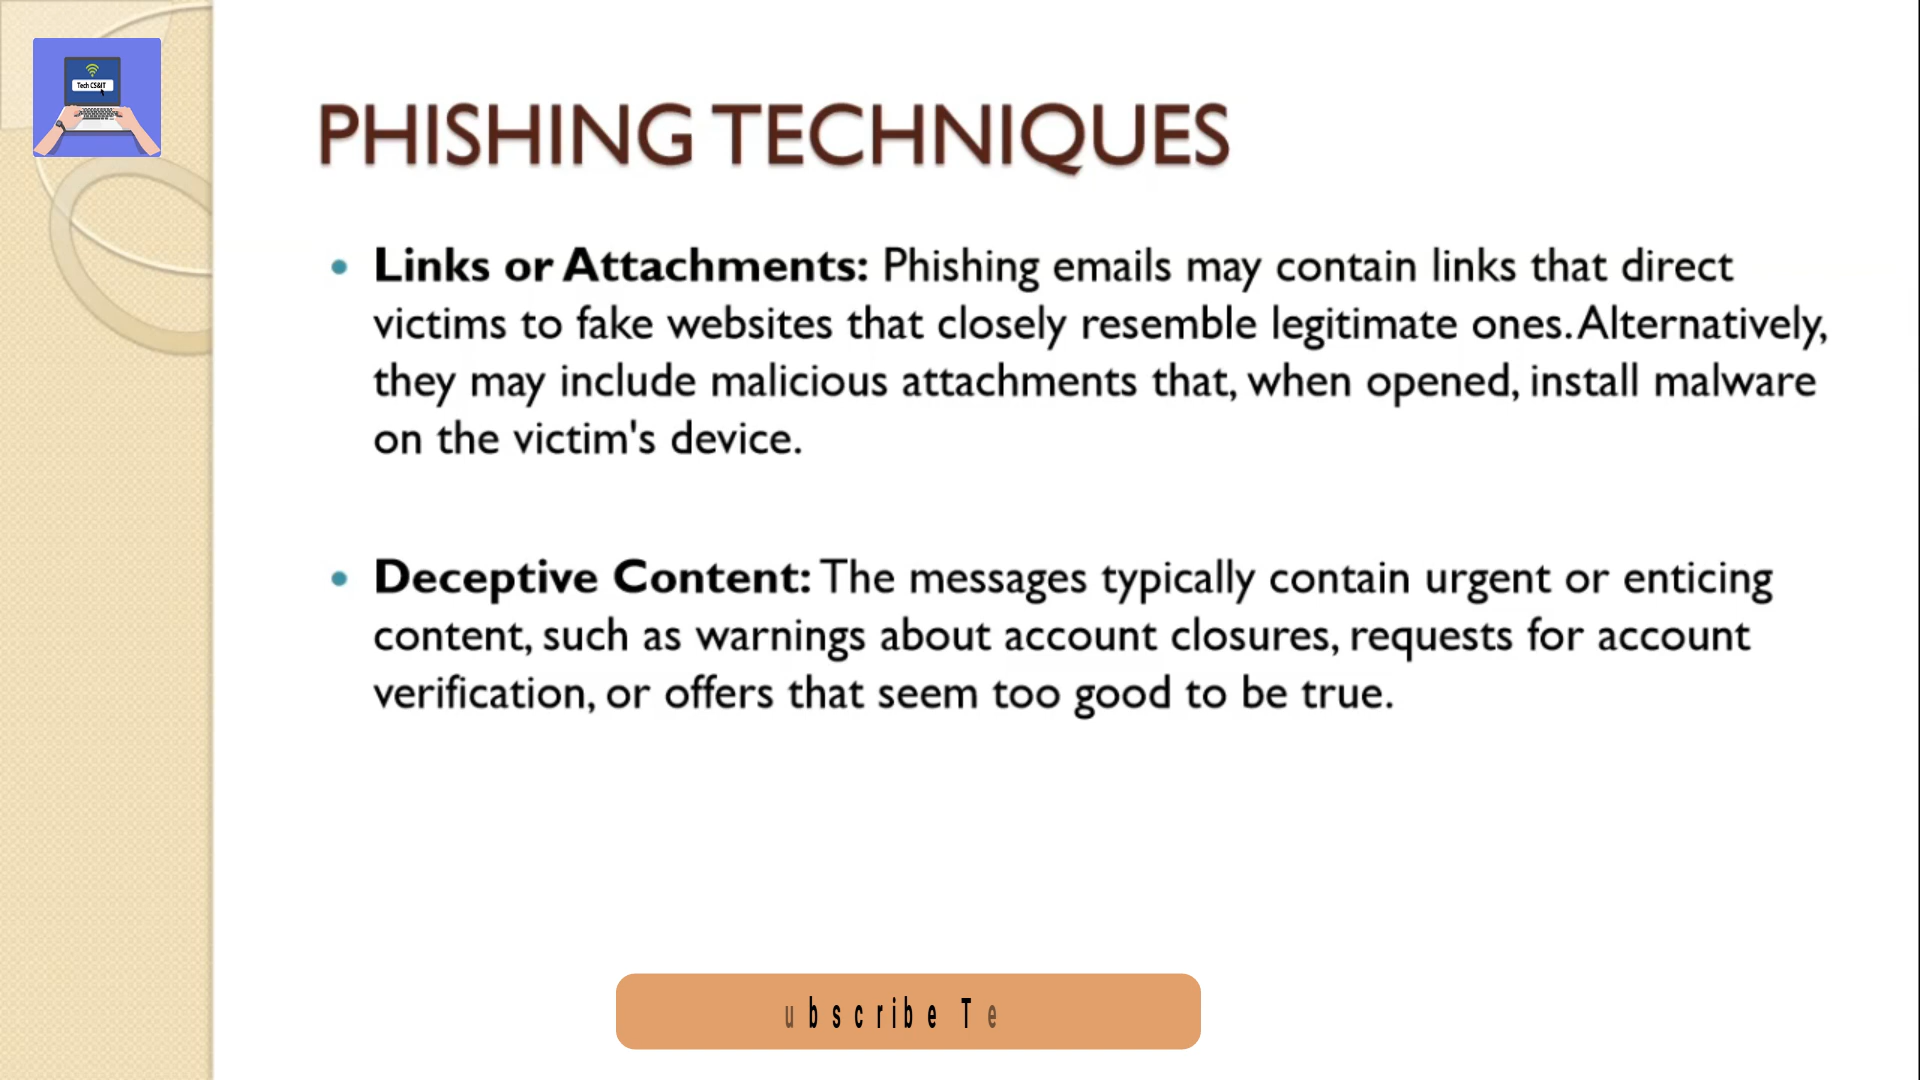 Tech CS&IT
PHISHING TECHNIQUES
• Links or Attachments: Phishing emails may contain links that direct
victims to fake websites that closely resemble legitimate ones. Alternatively,
they may include malicious attachments that, when opened, install malware
on the victim's device.
• Deceptive Content: The messages typically contain urgent or enticing
content, such as warnings about account closures, requests for account
verification, or offers that seem too good to be true.
ubscribe Te